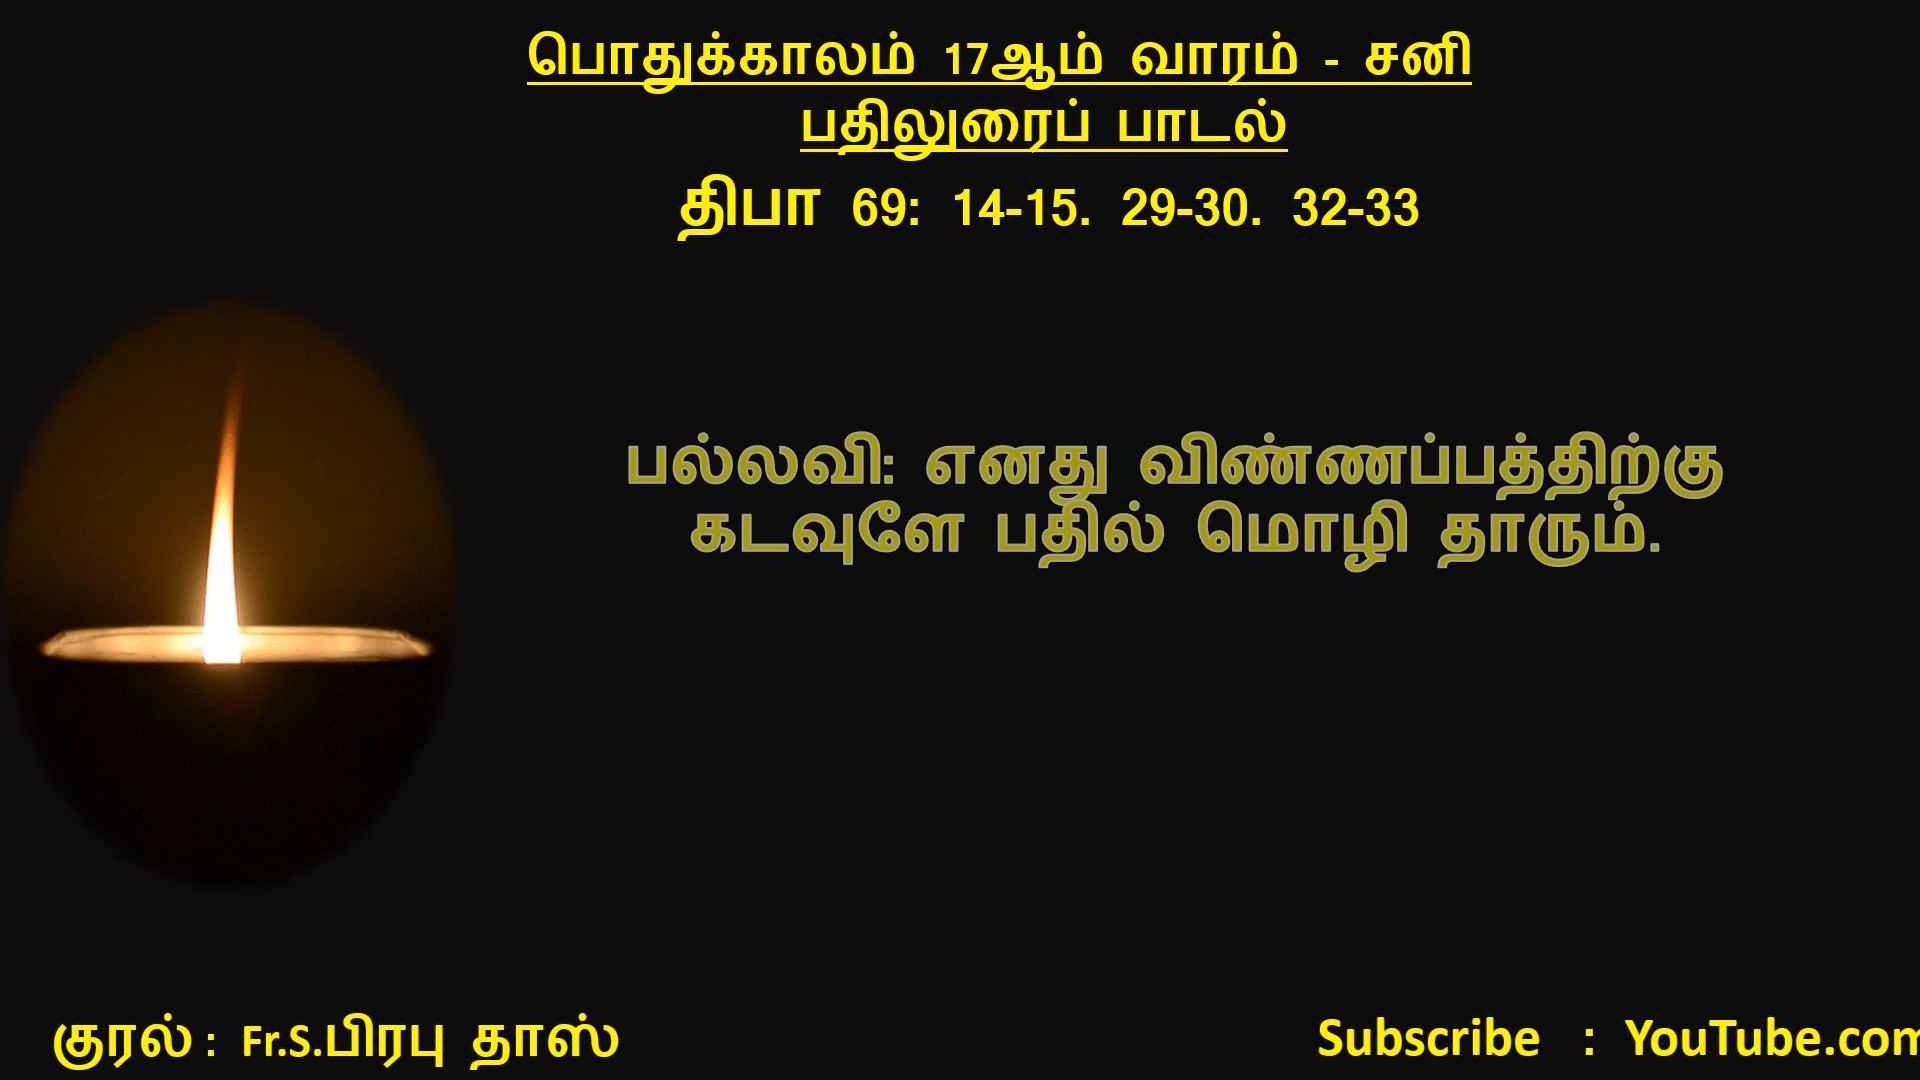 பொதுக்காலம் 17ஆம் வாரம் - சனி
பதிலுரைப் பாடல்
திபா 69: 14-15. 29-30. 32-33
பல்லவி: எனது விண்ணப்பத்திற்கு
கடவுளே பதில் மொழி தாரும்.
குரல் : Fr.S.பிரபு தாஸ்
Subscribe : YouTube.com